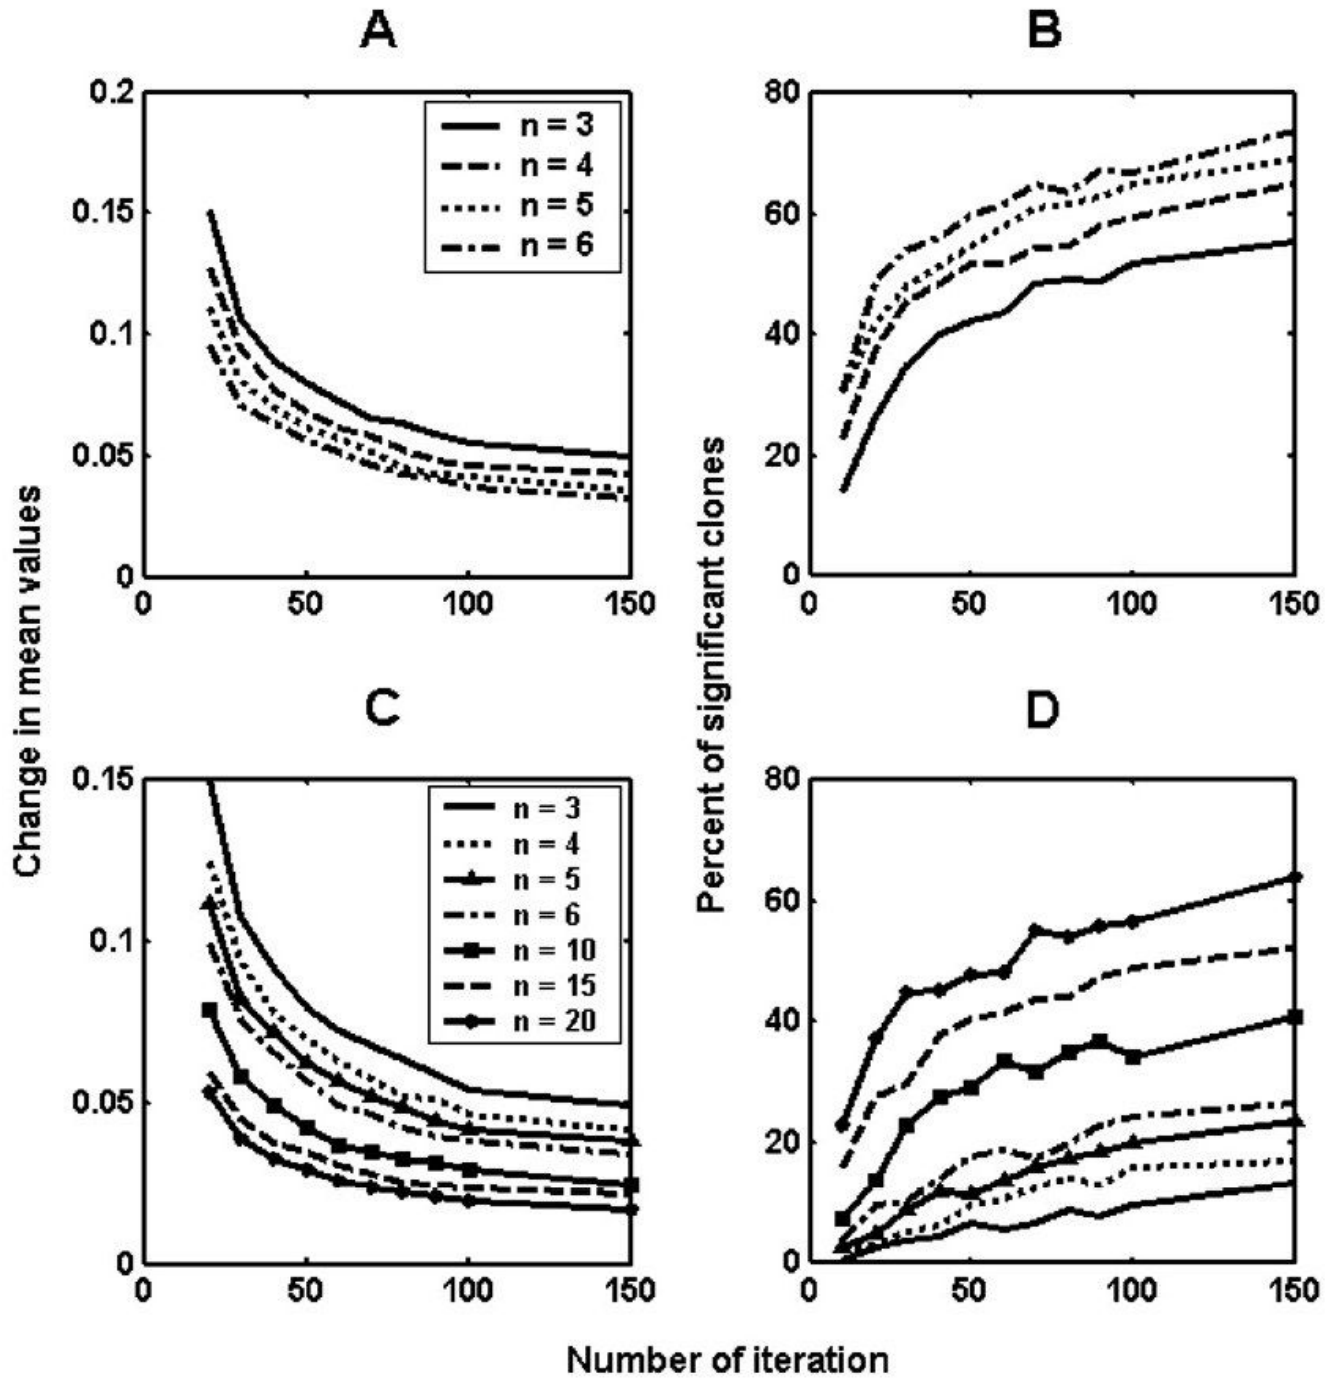 A
B
0.2
0.15
0.1
0.05
0
0
50
100
150
n = 3
n = 4
n = 5
n = 6
80
60
40
20
0
0
50
100
150
Change in mean values
Percent of significant clones
C
D
0.15
0.1
0.05
0
0
50
100
150
n = 3
n = 4
n = 5
n = 6
n = 10
n = 15
n = 20
80
60
40
20
0
0
50
100
150
Number of iteration